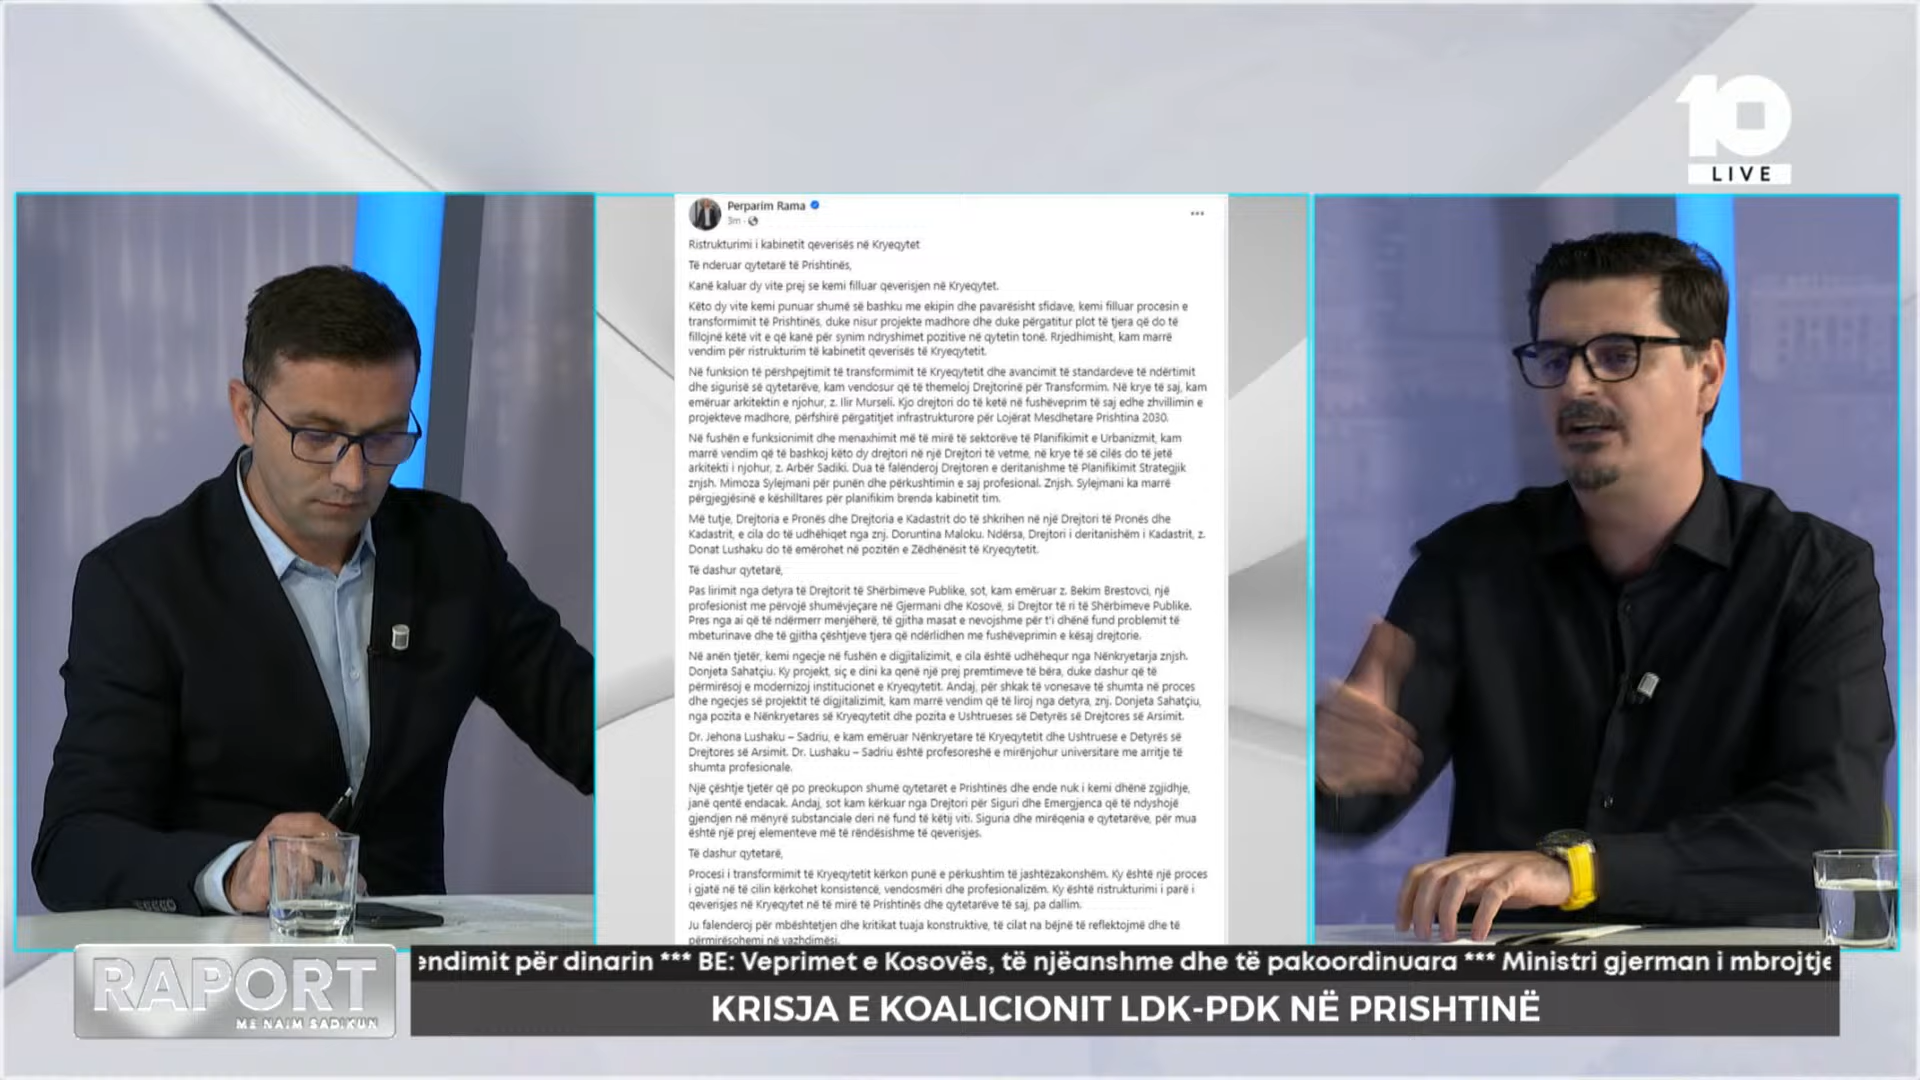 10
LIVE
Perparim Rama
3m
Ristrukturimi i kabinetit qeverisës në Kryeqytet
Të nderuar qytetarë të Prishtinës,
Kanë kaluar dy vite prej se kemi filluar qeverisjen në Kryeqytet.
Këto dy vite kemi punuar shumë së bashku me ekipin dhe pavarësisht sfidave, kemi filluar procesin e
transformimit të Prishtinës, duke nisur projekte madhore dhe duke përgatitur plot të tjera që do të
fillojnë këtë vit e që kanë për synim ndryshimet pozitive në qytetin tonë. Rrjedhimisht, kam marrë
vendim për ristrukturim të kabinetit qeverisës të Kryeqytetit.
Në funksion të përshpejtimit të transformimit të Kryeqytetit dhe avancimit të standardeve të ndërtimit
dhe sigurisë së qytetarëve, kam vendosur që të themeloj Drejtorinë për Transformim. Në krye të saj, kam
emëruar arkitektin e njohur, z. Ilir Murseli. Kjo drejtori do të ketë në fushëveprim të saj edhe zhvillimin e
projekteve madhore, përfshirë përgatitjet infrastrukturore për Lojërat Mesdhetare Prishtina 2030.
Në fushën e funksionimit dhe menaxhimit më të mirë të sektorëve të Planifikimit e Urbanizmit, kam
marrë vendim që të bashkoj këto dy drejtori në një Drejtori të vetme, në krye të së cilës do të jetë
arkitekti i njohur, z. Arbër Sadiki. Dua të falënderoj Drejtoren e deritanishme të Planifikimit Strategjik
znjsh. Mimoza Sylejmani për punën dhe përkushtimin e saj profesional. Znjsh. Sylejmani ka marrë
përgjegjësinë e këshilltares për planifikim brenda kabinetit tim.
Më tutje, Drejtoria e Pronës dhe Drejtoria e Kadastrit do të shkrihen në një Drejtori të Pronës dhe
Kadastrit, e cila do të udhëhiqet nga znj. Doruntina Maloku. Ndërsa, Drejtori i deritanishëm i Kadastrit, z.
Donat Lushaku do të emërohet në pozitën e Zëdhënësit të Kryeqytetit.
Të dashur qytetarë,
Pas lirimit nga detyra të Drejtorit të Shërbimeve Publike, sot, kam emëruar z. Bekim Brestovci, një
profesionist me përvojë shumëvjeçare në Gjermani dhe Kosovë, si Drejtor të ri të Shërbimeve Publike.
Pres nga ai që të ndërmerr menjëherë, të gjitha masat e nevojshme për t'i dhënë fund problemit të
mbeturinave dhe të gjitha çështjeve tjera që ndërlidhen me fushëveprimin e kësaj drejtorie.
Në anën tjetër, kemi ngecje në fushën e digjitalizimit, e cila është udhëhequr nga Nënkryetarja znjsh.
Donjeta Sahatçiu. Ky projekt, siç e dini ka qenë një prej premtimeve të bëra, duke dashur që të
përmirësoj e modernizoj institucionet e Kryeqytetit. Andaj, për shkak të vonesave të shumta në proces
dhe ngecjes së projektit të digjitalizimit, kam marrë vendim që të liroj nga detyra, znj. Donjeta Sahatçiu,
nga pozita e Nënkryetares së Kryeqytetit dhe pozita e Ushtrueses së Detyrës së Drejtores së Arsimit.
Dr. Jehona Lushaku – Sadriu, e kam emëruar Nënkryetare të Kryeqytetit dhe Ushtruese e Detyrës së
Drejtores së Arsimit. Dr. Lushaku – Sadriu është profesoreshë e mirënjohur universitare me arritje të
shumta profesionale.
Një çështje tjetër që po preokupon shumë qytetarët e Prishtinës dhe ende nuk i kemi dhënë zgjidhje,
janë qentë endacak. Andaj, sot kam kërkuar nga Drejtori për Siguri dhe Emergjenca që të ndyshojë
gjendjen në mënyrë substanciale deri në fund të këtij viti. Siguria dhe mirëqenia e qytetarëve, për mua
është një prej elementeve më të rëndësishme të qeverisjes.
Të dashur qytetarë,
Procesi i transformimit të Kryeqytetit kërkon punë e përkushtim të jashtëzakonshëm. Ky është një proces
i gjatë në të cilin kërkohet konsistencë, vendosmëri dhe profesionalizëm. Ky është ristrukturimi i parë i
qeverisjes në Kryeqytet në të mirë të Prishtinës dhe qytetarëve të saj, pa dallim.
Ju falenderoj për mbështetjen dhe kritikat tuaja konstruktive, të cilat na bëjnë të reflektojmë dhe të
përmirësohemi në vazhdimësi.
RAPORT
ME NAIM SADIKUN
endimit për dinarin *** BE: Veprimet e Kosovës, të njëanshme dhe të pakoordinuara *** Ministri gjerman i mbrojtje
KRISJA E KOALICIONIT LDK-PDK NË PRISHTINË